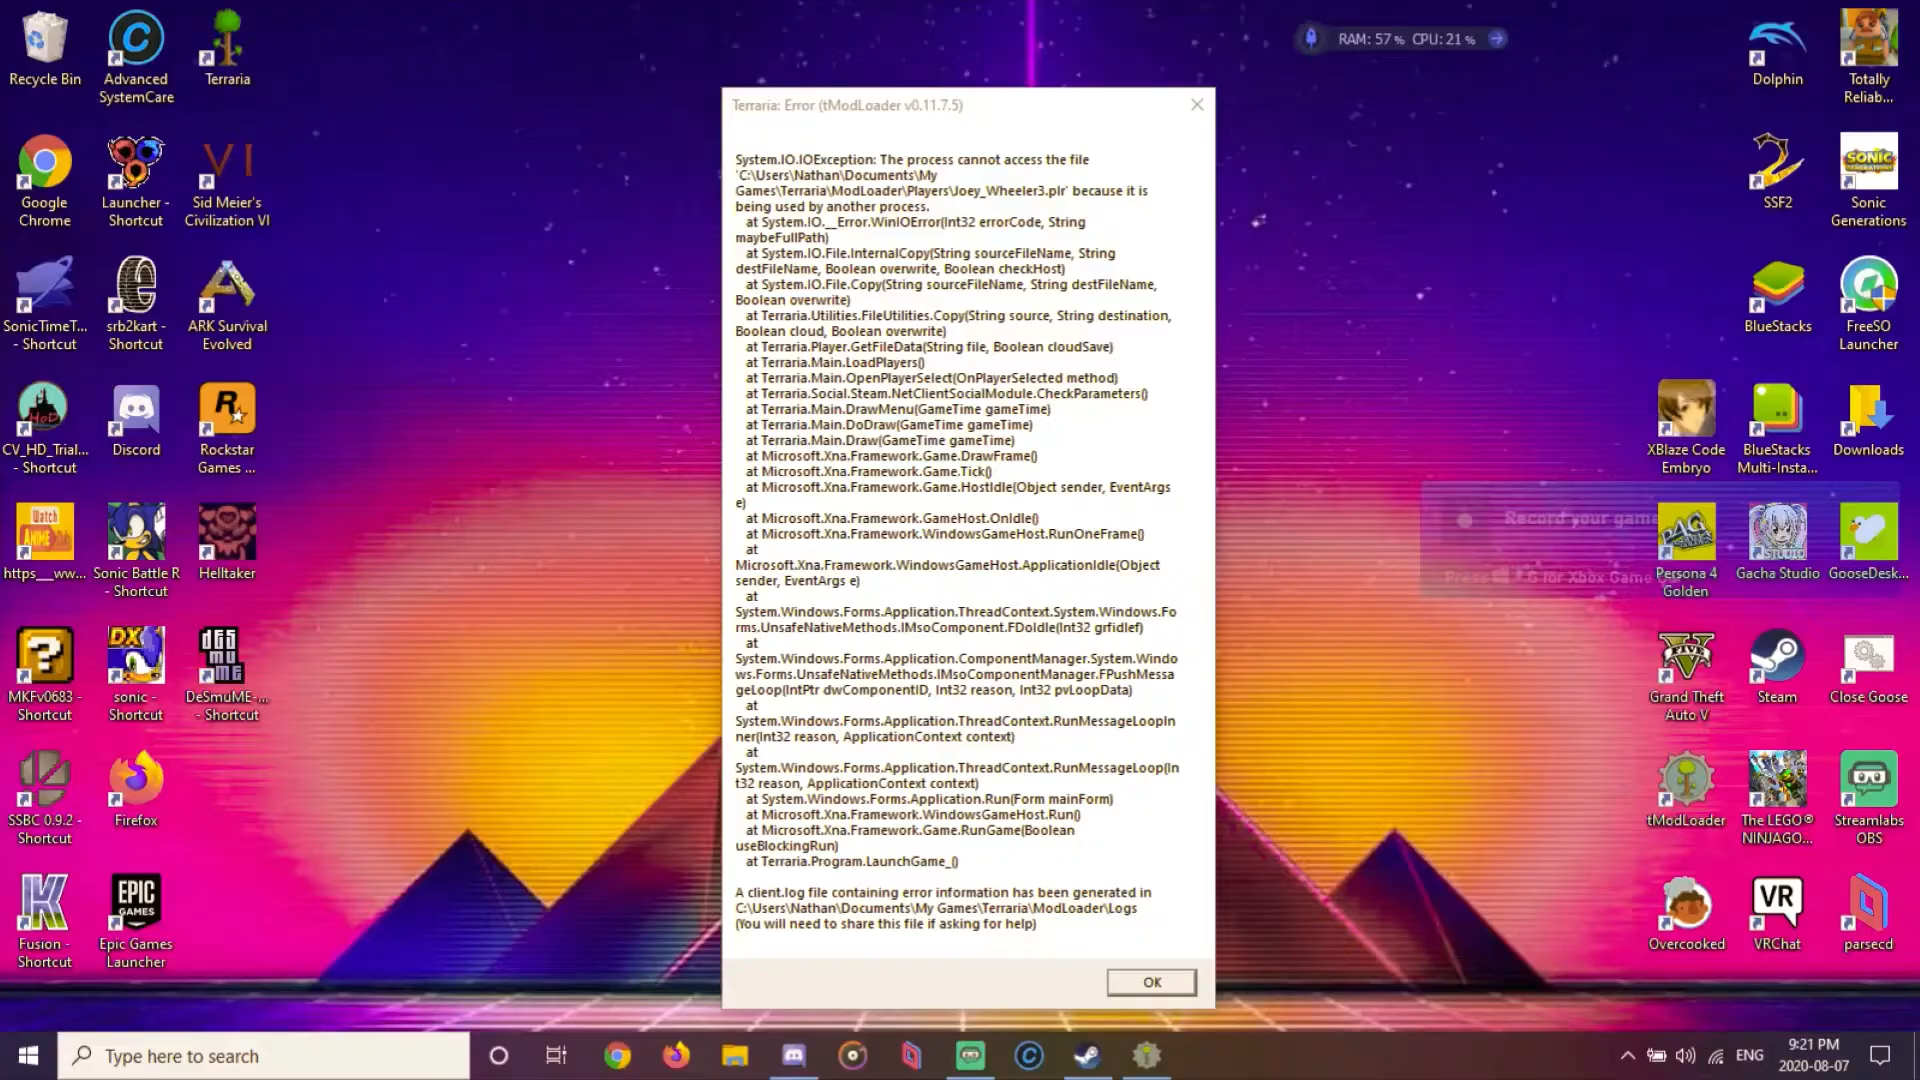 Recycle Bin
Advanced
SystemCare
Terraria
Google
Chrome
Launcher -
Shortcut
VI
Sid Meier's
Civilization VI
SonicTimeT...
- Shortcut
srb2kart -
Shortcut
ARK Survival
Evolved
HoD
CV_HD_Trial...
- Shortcut
Discord
Rockstar
Games ...
Watch
ANIME
https__ww...
Sonic Battle R
- Shortcut
Helltaker
MKFv0683 -
Shortcut
DX
sonic -
Shortcut
DESMUME
DeSmuME-...
- Shortcut
SSBC 0.9.2 -
Shortcut
Firefox
Fusion -
Shortcut
EPIC
GAMES
Epic Games
Launcher
RAM: 57 % CPU: 21 %
Terraria: Error (tModLoader v0.11.7.5)
System.IO.IOException: The process cannot access the file
'C:\Users\Nathan\Documents\My
Games\Terraria\ModLoader\Players\Joey_Wheeler3.plr' because it is
being used by another process.
at System.IO.__Error.WinIOError(Int32 errorCode, String
maybeFullPath)
at System.IO.File.InternalCopy(String sourceFileName, String
destFileName, Boolean overwrite, Boolean checkHost)
at System.IO.File.Copy(String sourceFileName, String destFileName,
Boolean overwrite)
at Terraria.Utilities.FileUtilities.Copy(String source, String destination,
Boolean cloud, Boolean overwrite)
at Terraria.Player.GetFileData(String file, Boolean cloudSave)
at Terraria.Main.LoadPlayers()
at Terraria.Main.OpenPlayerSelect(OnPlayerSelected method)
at Terraria.Social.Steam.NetClientSocialModule.CheckParameters()
at Terraria.Main.DrawMenu(GameTime gameTime)
at Terraria.Main.DoDraw(GameTime gameTime)
at Terraria.Main.Draw(GameTime gameTime)
at Microsoft.Xna.Framework.Game.DrawFrame()
at Microsoft.Xna.Framework.Game.Tick()
at Microsoft.Xna.Framework.Game.HostIdle(Object sender, EventArgs
e)
at Microsoft.Xna.Framework.GameHost.OnIdle()
at Microsoft.Xna.Framework.WindowsGameHost.RunOneFrame()
at
Microsoft.Xna.Framework.WindowsGameHost.ApplicationIdle(Object
sender, EventArgs e)
at
System.Windows.Forms.Application.ThreadContext.System.Windows.Fo
rms.UnsafeNativeMethods.IMsoComponent.FDoIdle(Int32 grfidlef)
at
System.Windows.Forms.Application.ComponentManager.System.Windo
ws.Forms.UnsafeNativeMethods.IMsoComponentManager.FPushMessa
geLoop(IntPtr dwComponentID, Int32 reason, Int32 pvLoopData)
at
System.Windows.Forms.Application.ThreadContext.RunMessageLoopIn
ner(Int32 reason, ApplicationContext context)
at
System.Windows.Forms.Application.ThreadContext.RunMessageLoop(In
t32 reason, ApplicationContext context)
at System.Windows.Forms.Application.Run(Form mainForm)
at Microsoft.Xna.Framework.WindowsGameHost.Run()
at Microsoft.Xna.Framework.Game.RunGame(Boolean
useBlockingRun)
at Terraria.Program.LaunchGame_()
A client.log file containing error information has been generated in
C:\Users\Nathan\Documents\My Games\Terraria\ModLoader\Logs
(You will need to share this file if asking for help)
OK
Dolphin
Totally
Reliab...
SSF2
Sonic
Generations
BlueStacks
FreeSO
Launcher
XBlaze Code
Embryo
BlueStacks
Multi-Insta...
Downloads
Record your game
Press G for Xbox Game
P4G
Persona 4
Golden
STUDIO
Gacha Studio
GooseDesk...
FIVE
Grand Theft
Auto V
Steam
Close Goose
tModLoader
The LEGO®
NINJAGO...
Streamlabs
OBS
Overcooked
VR
VRChat
parsecd
Type here to search
ENG
9:21 PM
2020-08-07